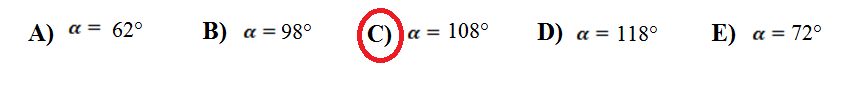 A) α = 62° B) α = 98° C) α = 108° D) α = 118° E) α = 72°